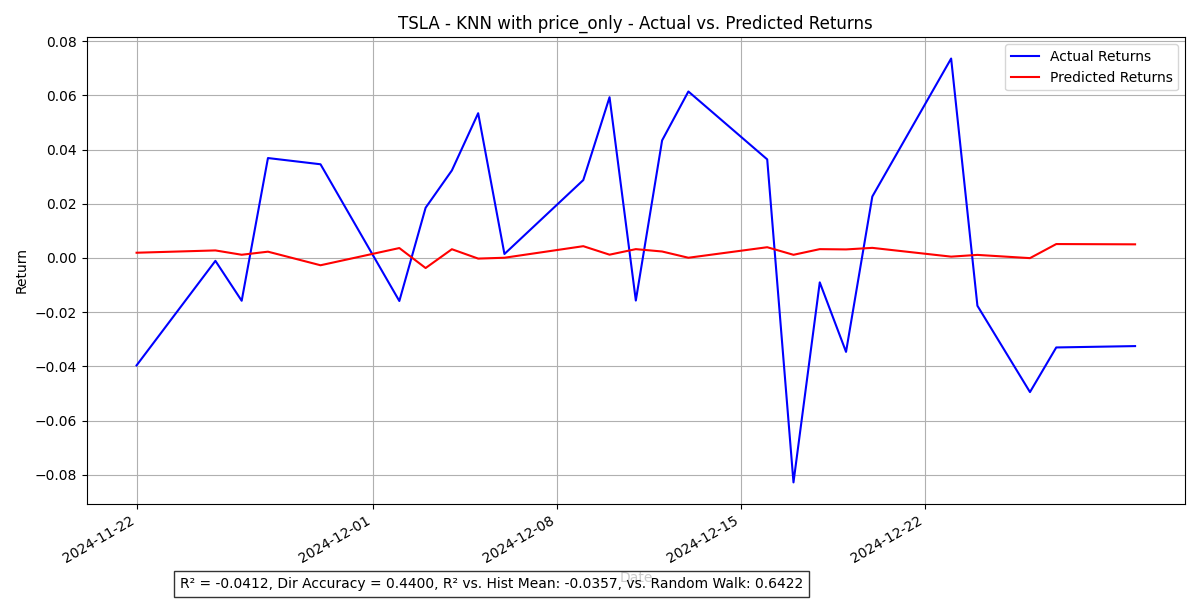 TSLA - KNN with price_only - Actual vs. Predicted Returns
Actual Returns
Predicted Returns
Return
0.08
0.06
0.04
0.02
0.00
−0.02
−0.04
−0.06
−0.08
2024-11-22
2024-12-01
2024-12-08
2024-12-15
2024-12-22
Date
R² = -0.0412, Dir Accuracy = 0.4400, R² vs. Hist Mean: -0.0357, vs. Random Walk: 0.6422